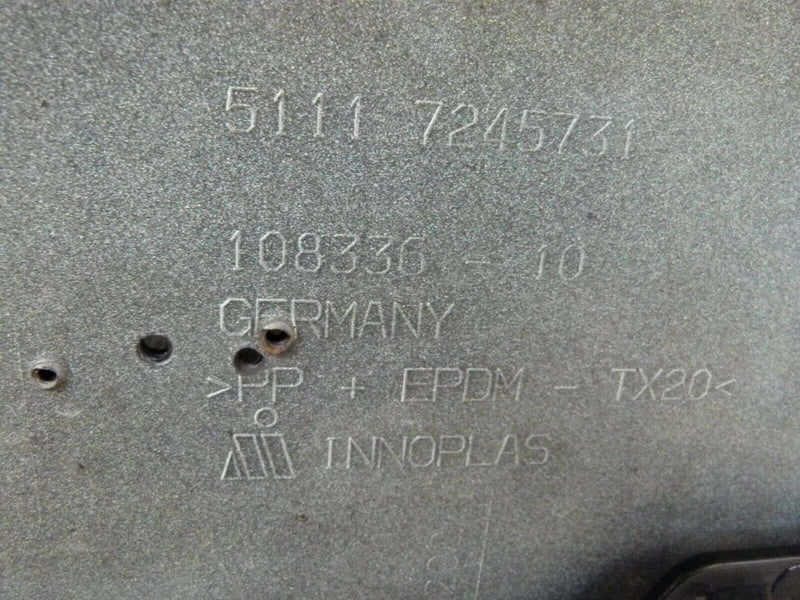 5111 7245731
108336 - 10
GERMANY
>PP + EPDM - TX20<
INNOPLAS